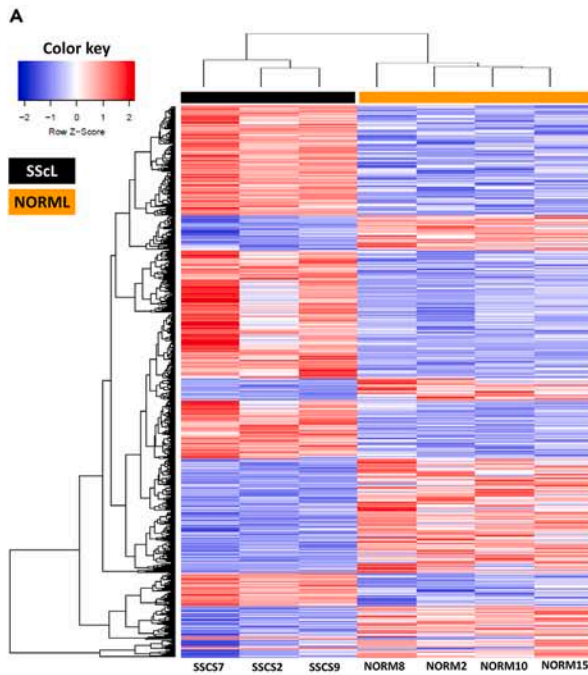 A
Color key
−2 −1 0 1 2
Row Z-Score
SScL
NORML
SSCS7 SSCS2 SSCS9 NORM8 NORM2 NORM10 NORM15